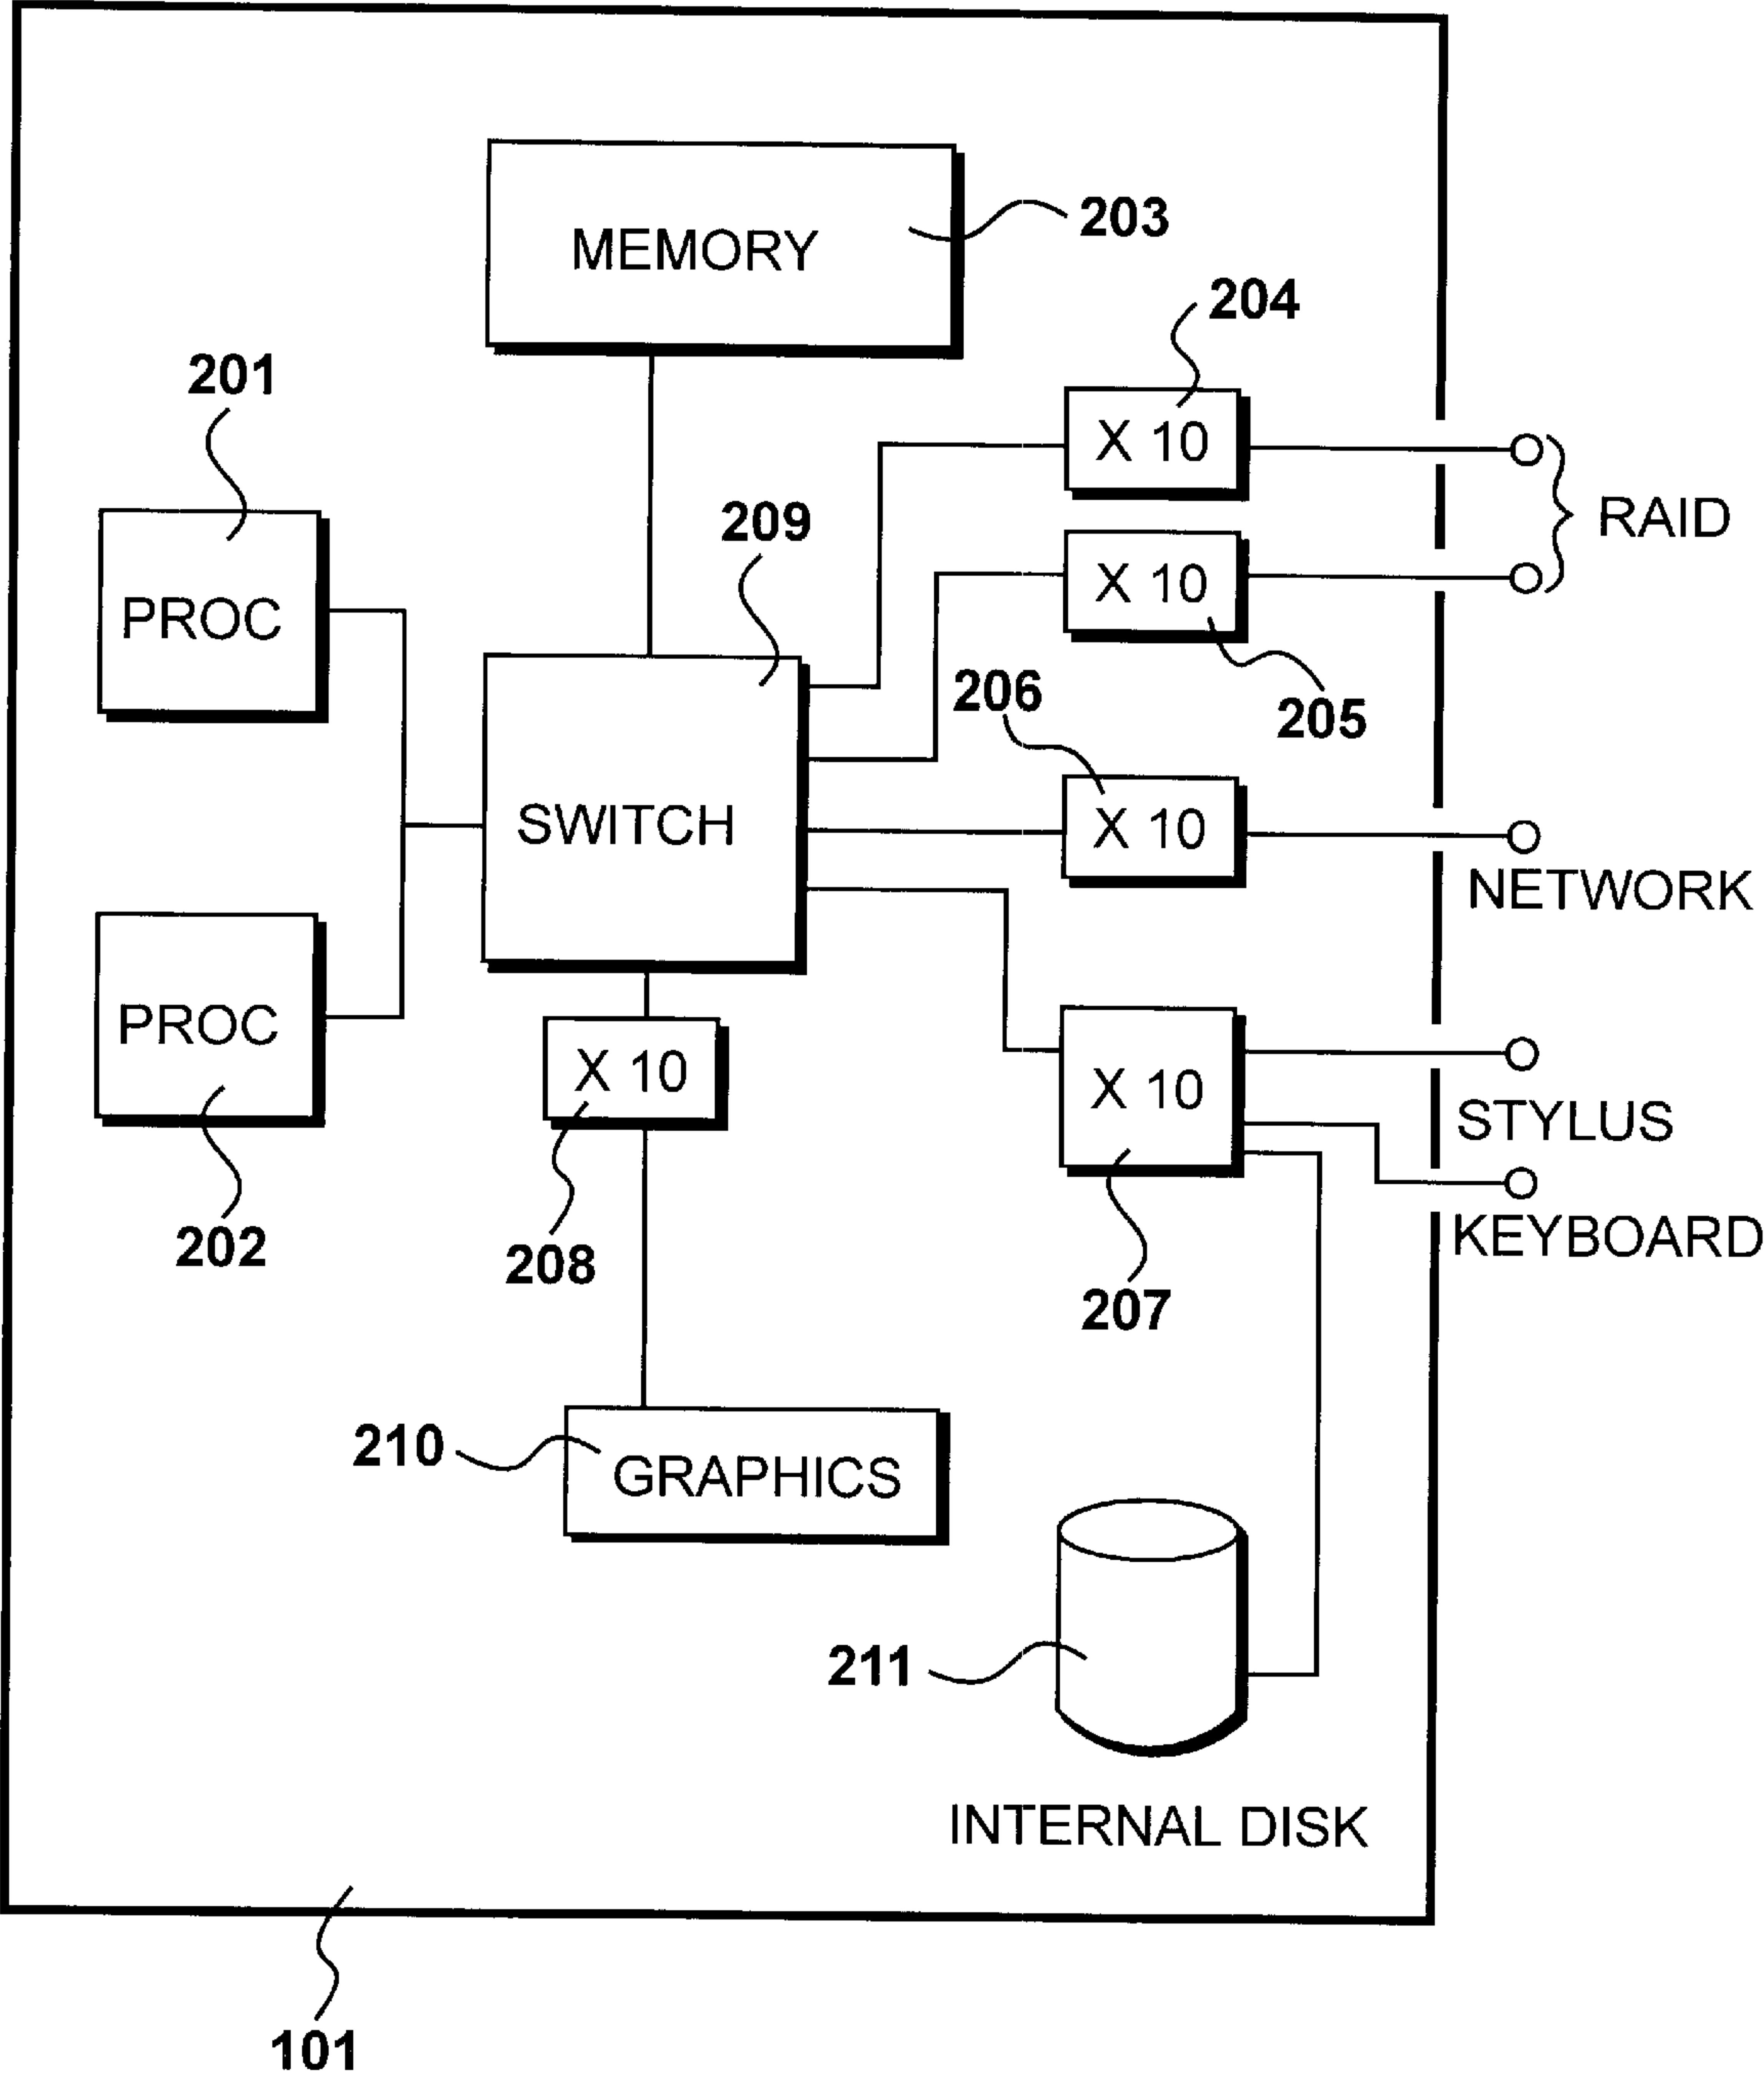 MEMORY
203
204
201
X 10
209
RAID
X 10
PROC
206
205
SWITCH
X 10
NETWORK
PROC
X 10
X 10
STYLUS
202
208
KEYBOARD
207
210
GRAPHICS
211
INTERNAL DISK
101